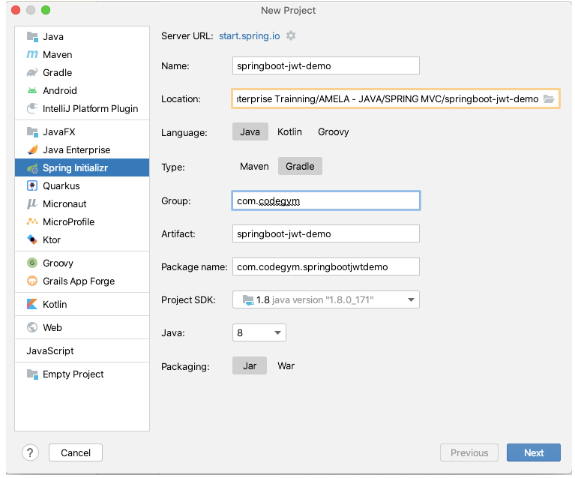 New Project
Java
Maven
Gradle
Android
IntelliJ Platform Plugin
JavaFX
Java Enterprise
Spring Initializr
Quarkus
Micronaut
MicroProfile
Ktor
Groovy
Grails App Forge
Kotlin
Web
JavaScript
Empty Project
Server URL: start.spring.io
Name: springboot-jwt-demo
Location: terprise Trainning/AMELA - JAVA/SPRING MVC/springboot-jwt-demo
Language: Java Kotlin Groovy
Type: Maven Gradle
Group: com.codegym
Artifact: springboot-jwt-demo
Package name: com.codegym.springbootjwtdemo
Project SDK: 1.8 java version "1.8.0_171"
Java: 8
Packaging: Jar War
? Cancel Previous Next